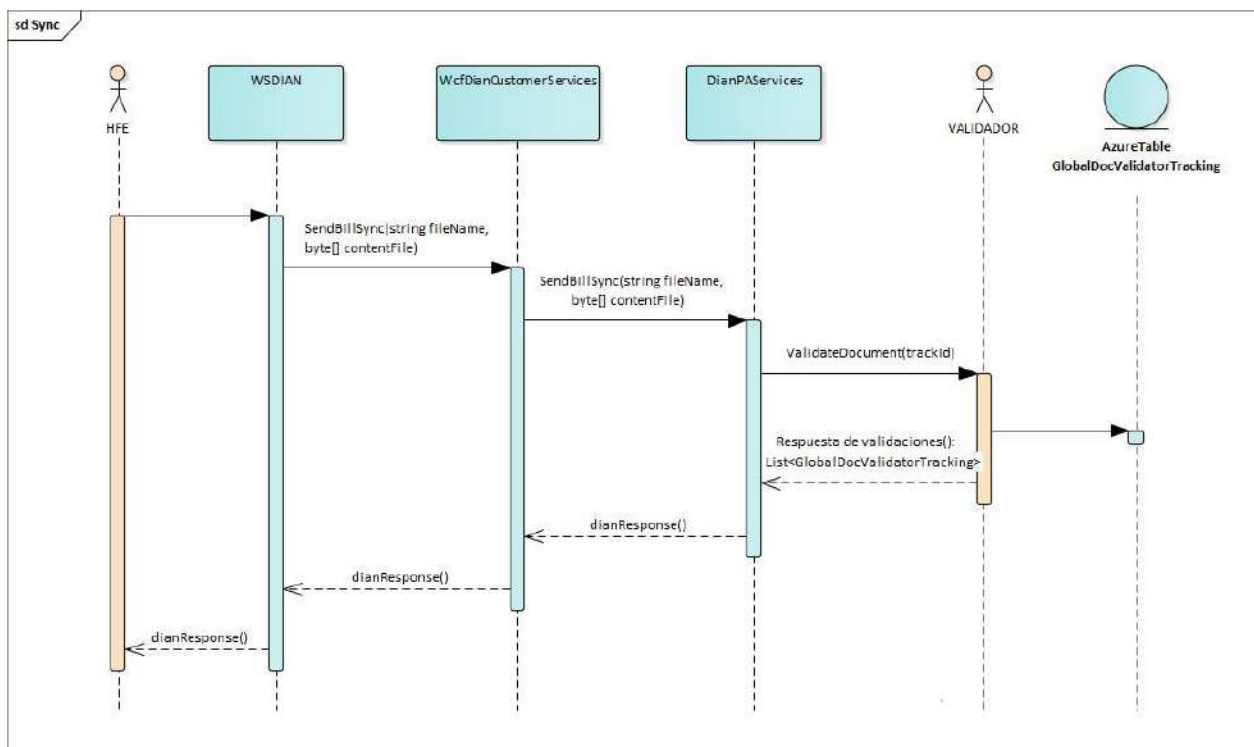 sd Sync
HFE
WSDIAN
WcfDianCustomerServices
DianPAServices
VALIDADOR
AzureTable
GlobalDocValidatorTracking
SendBillSync(string fileName,
byte[] contentFile)
SendBillSync(string fileName,
byte[] contentFile)
ValidateDocument(trackId)
Respuesta de validaciones():
List<GlobalDocValidatorTracking>
dianResponse()
dianResponse()
dianResponse()